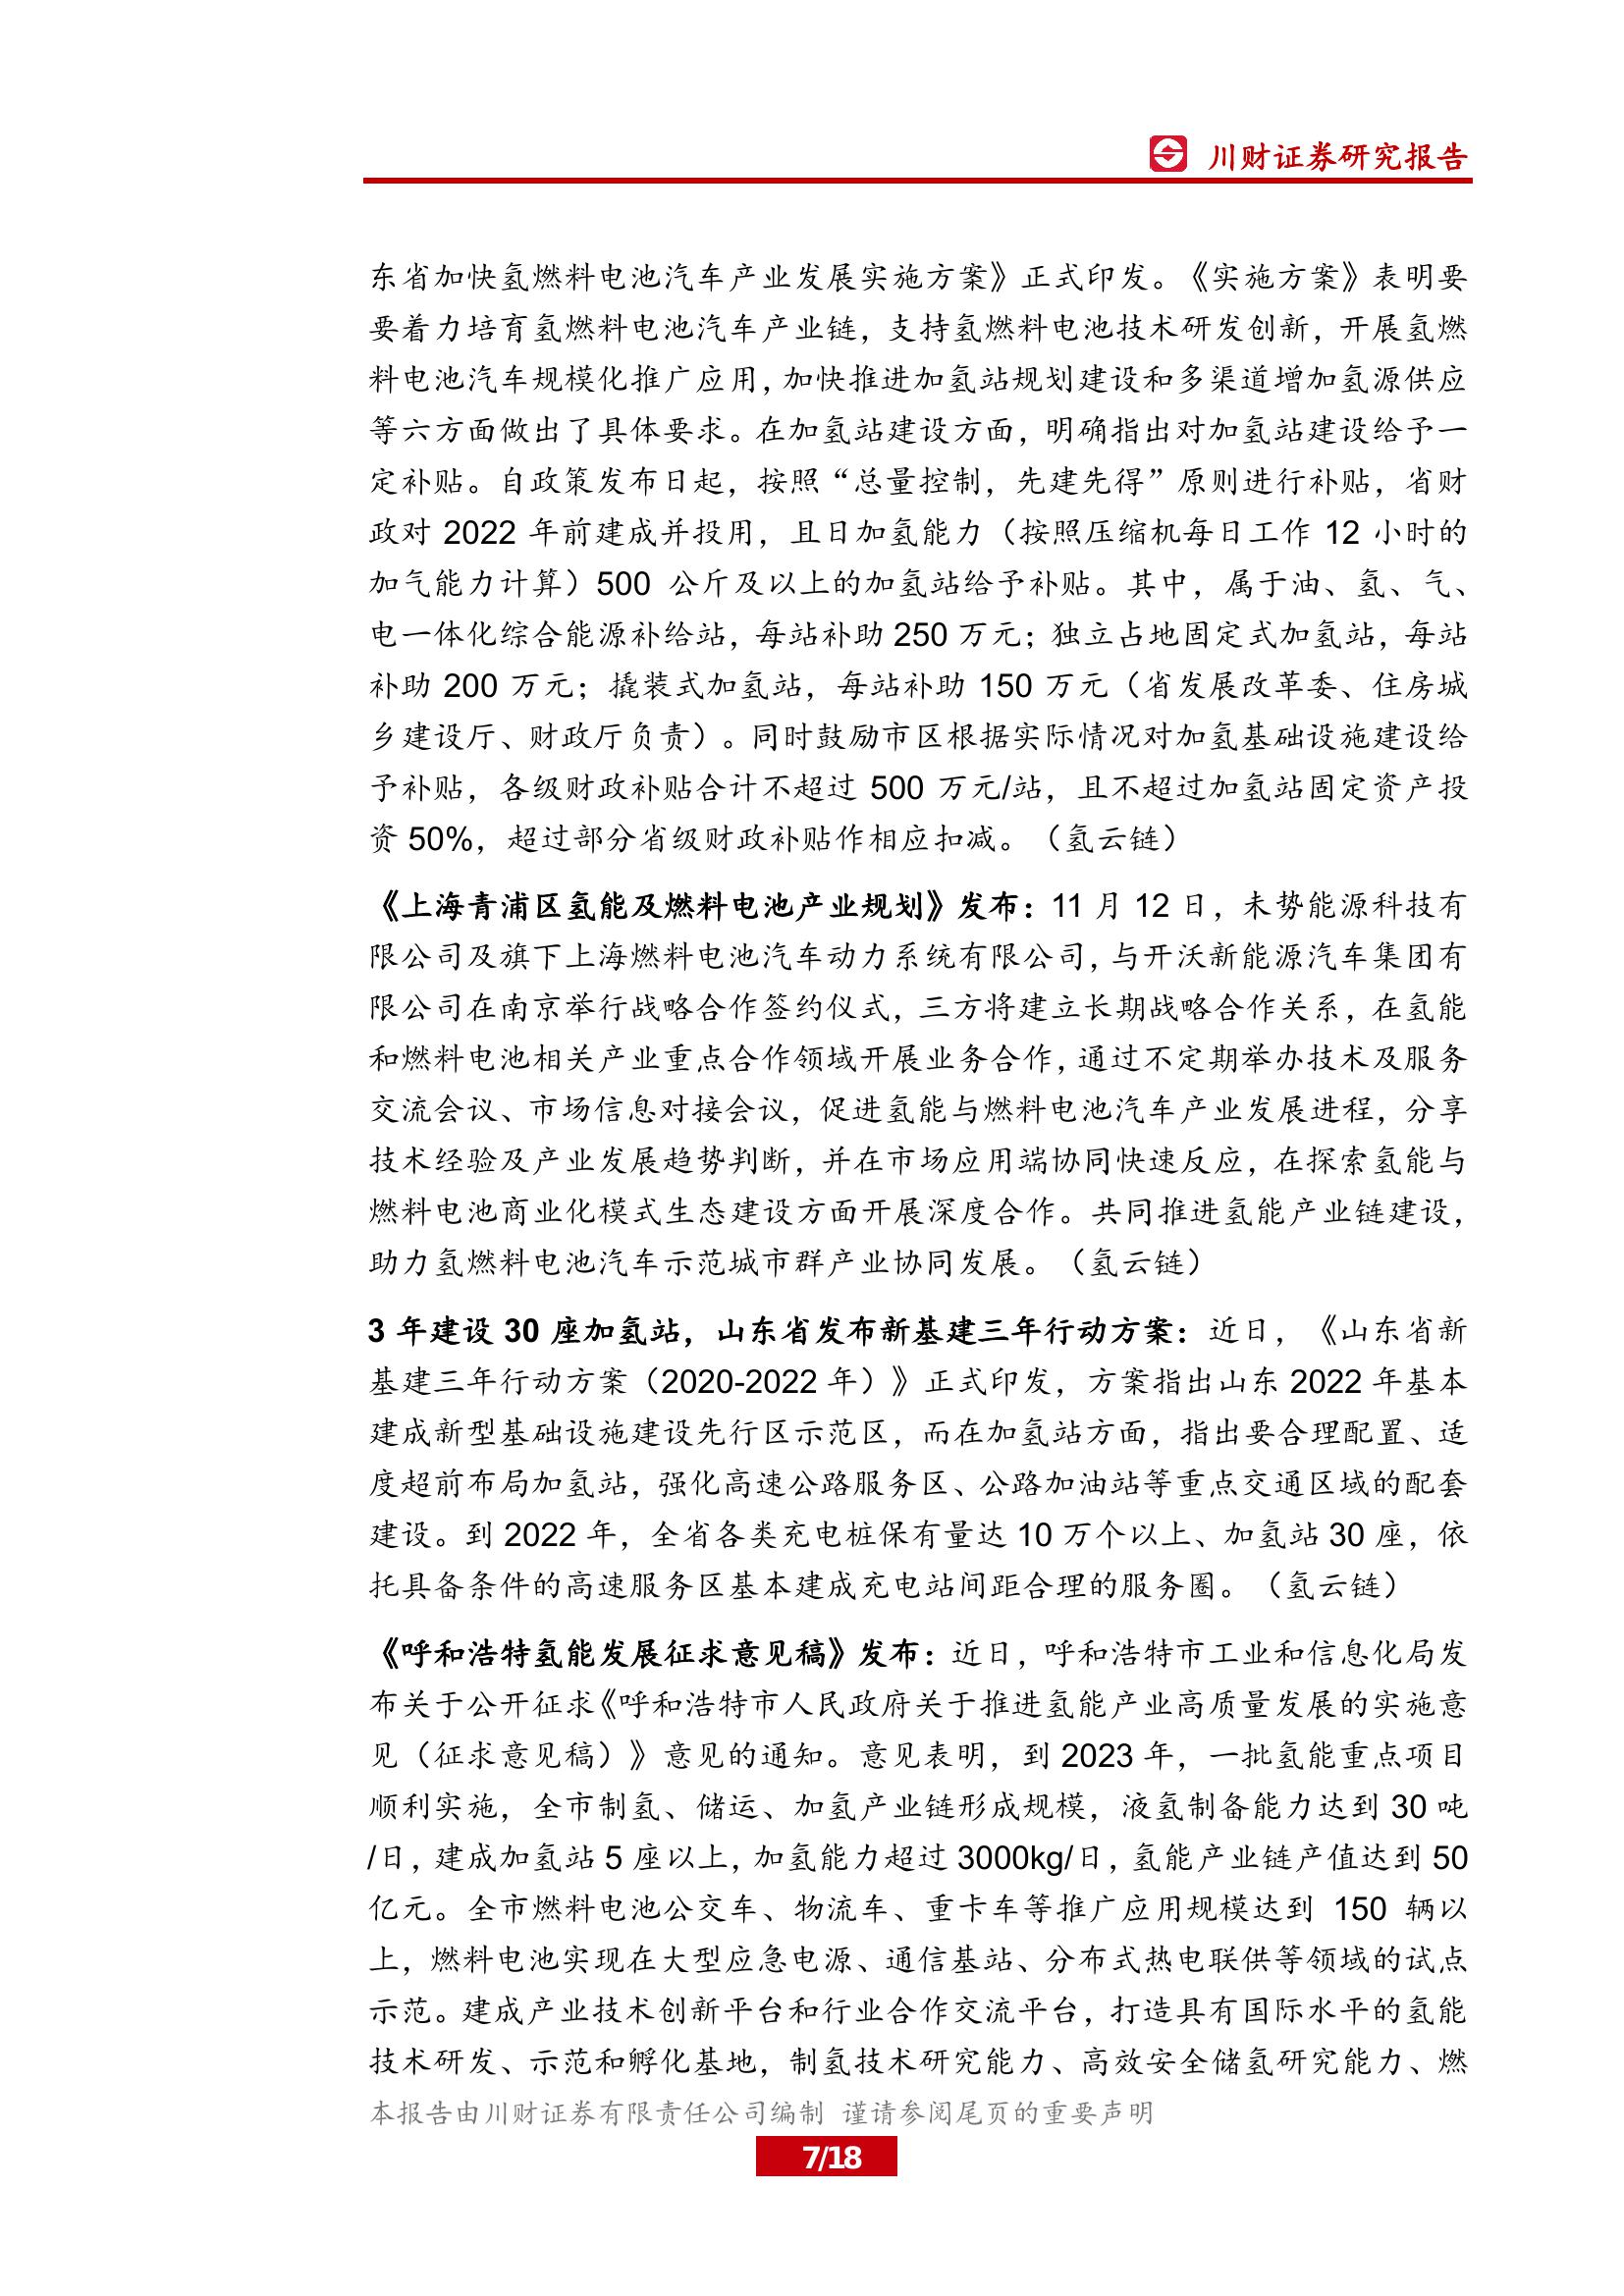 川财证券研究报告
东省加快氢燃料电池汽车产业发展实施方案》正式印发。《实施方案》表明要
要着力培育氢燃料电池汽车产业链，支持氢燃料电池技术研发创新，开展氢燃
料电池汽车规模化推广应用，加快推进加氢站规划建设和多渠道增加氢源供应
等六方面做出了具体要求。在加氢站建设方面，明确指出对加氢站建设给予一
定补贴。自政策发布日起，按照“总量控制，先建先得”原则进行补贴，省财
政对 2022 年前建成并投用，且日加氢能力（按照压缩机每日工作 12 小时的
加气能力计算）500 公斤及以上的加氢站给予补贴。其中，属于油、氢、气、
电一体化综合能源补给站，每站补助 250 万元；独立占地固定式加氢站，每站
补助 200 万元；撬装式加氢站，每站补助 150 万元（省发展改革委、住房城
乡建设厅、财政厅负责）。同时鼓励市区根据实际情况对加氢基础设施建设给
予补贴，各级财政补贴合计不超过 500 万元/站，且不超过加氢站固定资产投
资 50%，超过部分省级财政补贴作相应扣减。（氢云链）
《上海青浦区氢能及燃料电池产业规划》发布：11 月 12 日，未势能源科技有
限公司及旗下上海燃料电池汽车动力系统有限公司，与开沃新能源汽车集团有
限公司在南京举行战略合作签约仪式，三方将建立长期战略合作关系，在氢能
和燃料电池相关产业重点合作领域开展业务合作，通过不定期举办技术及服务
交流会议、市场信息对接会议，促进氢能与燃料电池汽车产业发展进程，分享
技术经验及产业发展趋势判断，并在市场应用端协同快速反应，在探索氢能与
燃料电池商业化模式生态建设方面开展深度合作。共同推进氢能产业链建设，
助力氢燃料电池汽车示范城市群产业协同发展。（氢云链）
3 年建设 30 座加氢站，山东省发布新基建三年行动方案：近日，《山东省新
基建三年行动方案（2020-2022 年）》正式印发，方案指出山东 2022 年基本
建成新型基础设施建设先行区示范区，而在加氢站方面，指出要合理配置、适
度超前布局加氢站，强化高速公路服务区、公路加油站等重点交通区域的配套
建设。到 2022 年，全省各类充电桩保有量达 10 万个以上、加氢站 30 座，依
托具备条件的高速服务区基本建成充电站间距合理的服务圈。（氢云链）
《呼和浩特氢能发展征求意见稿》发布：近日，呼和浩特市工业和信息化局发
布关于公开征求《呼和浩特市人民政府关于推进氢能产业高质量发展的实施意
见（征求意见稿）》意见的通知。意见表明，到 2023 年，一批氢能重点项目
顺利实施，全市制氢、储运、加氢产业链形成规模，液氢制备能力达到 30 吨
/日，建成加氢站 5 座以上，加氢能力超过 3000kg/日，氢能产业链产值达到 50
亿元。全市燃料电池公交车、物流车、重卡车等推广应用规模达到 150 辆以
上，燃料电池实现在大型应急电源、通信基站、分布式热电联供等领域的试点
示范。建成产业技术创新平台和行业合作交流平台，打造具有国际水平的氢能
技术研发、示范和孵化基地，制氢技术研究能力、高效安全储氢研究能力、燃
本报告由川财证券有限责任公司编制 谨请参阅尾页的重要声明
7/18